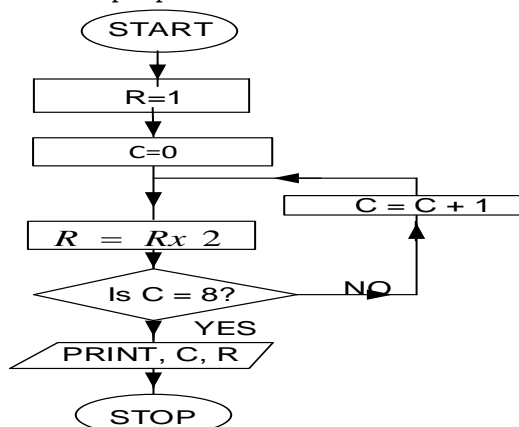 START
R=1
C=0
C = C + 1
R = Rx 2
Is C = 8?
NO
YES
PRINT, C, R
STOP